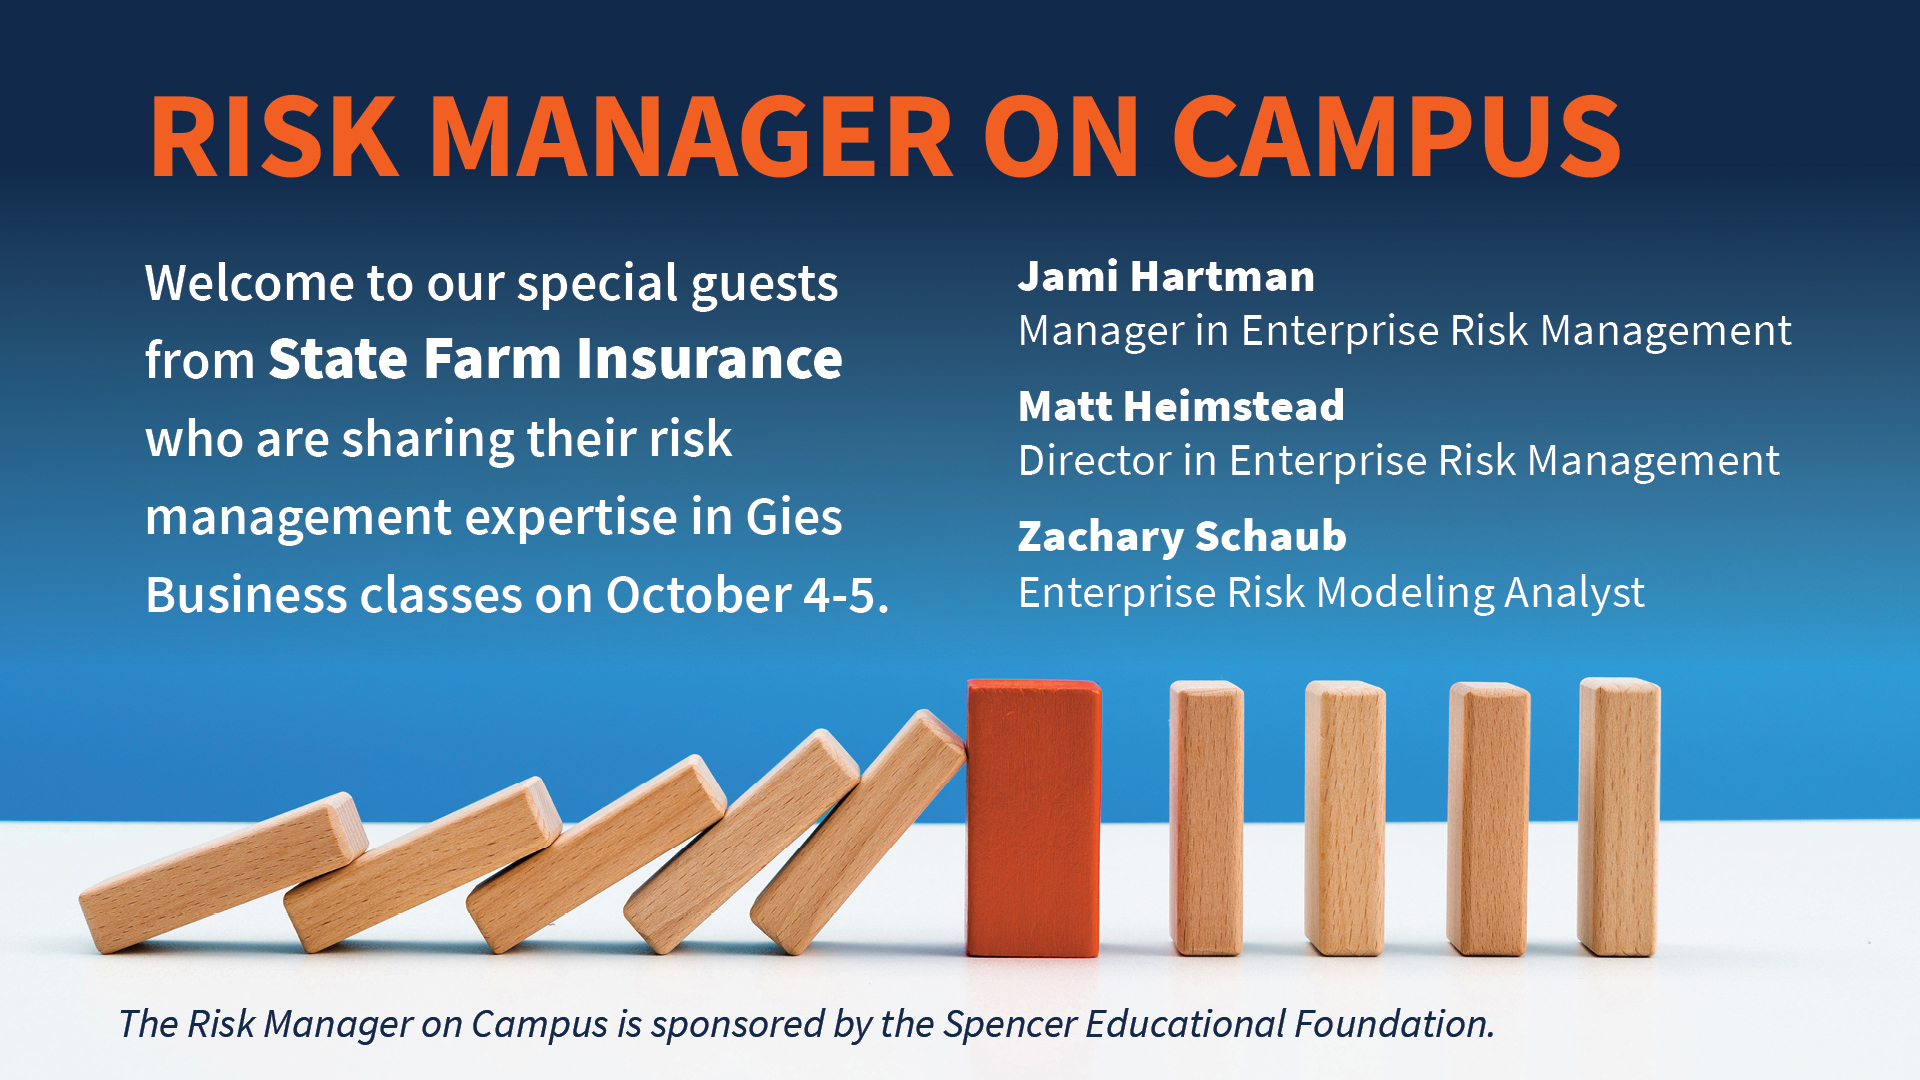 RISK MANAGER ON CAMPUS
Welcome to our special guests
from State Farm Insurance
who are sharing their risk
management expertise in Gies
Business classes on October 4-5.
Jami Hartman
Manager in Enterprise Risk Management
Matt Heimstead
Director in Enterprise Risk Management
Zachary Schaub
Enterprise Risk Modeling Analyst
The Risk Manager on Campus is sponsored by the Spencer Educational Foundation.